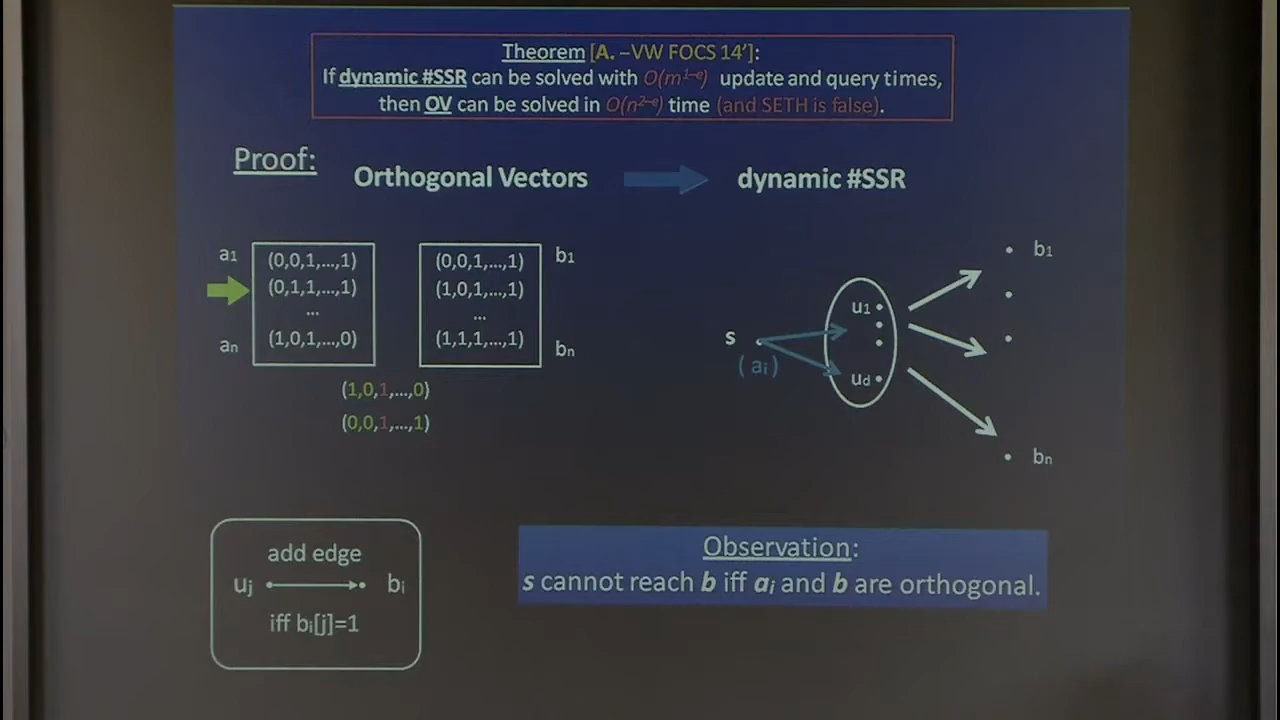 Theorem [A. –VW FOCS 14’]:
If dynamic #SSR can be solved with O(m¹⁻ᵉ) update and query times,
then OV can be solved in O(n²⁻ᵉ) time (and SETH is false).
Proof:
Orthogonal Vectors
dynamic #SSR
a₁
(0,0,1,...,1)
(0,1,1,...,1)
...
aₙ
(1,0,1,...,0)
(0,0,1,...,1)
b₁
(1,0,1,...,1)
...
(1,1,1,...,1)
bₙ
(1,0,1,...,0)
(0,0,1,...,1)
s
(aᵢ)
u₁
u_d
b₁
bₙ
add edge
uⱼ
bᵢ
iff bᵢ[j]=1
Observation:
s cannot reach b iff aᵢ and b are orthogonal.